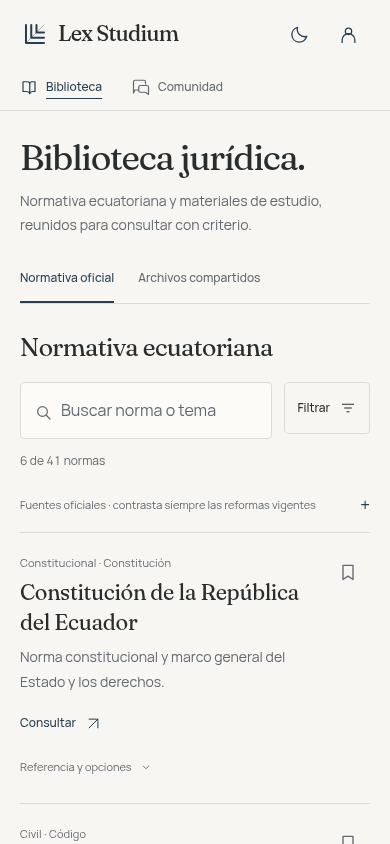 Lex Studium
Biblioteca
Comunidad
Biblioteca jurídica.
Normativa ecuatoriana y materiales de estudio,
reunidos para consultar con criterio.
Normativa oficial
Archivos compartidos
Normativa ecuatoriana
Buscar norma o tema
Filtrar
6 de 41 normas
Fuentes oficiales · contrasta siempre las reformas vigentes +
Constitucional · Constitución
Constitución de la República
del Ecuador
Norma constitucional y marco general del
Estado y los derechos.
Consultar
Referencia y opciones
Civil · Código